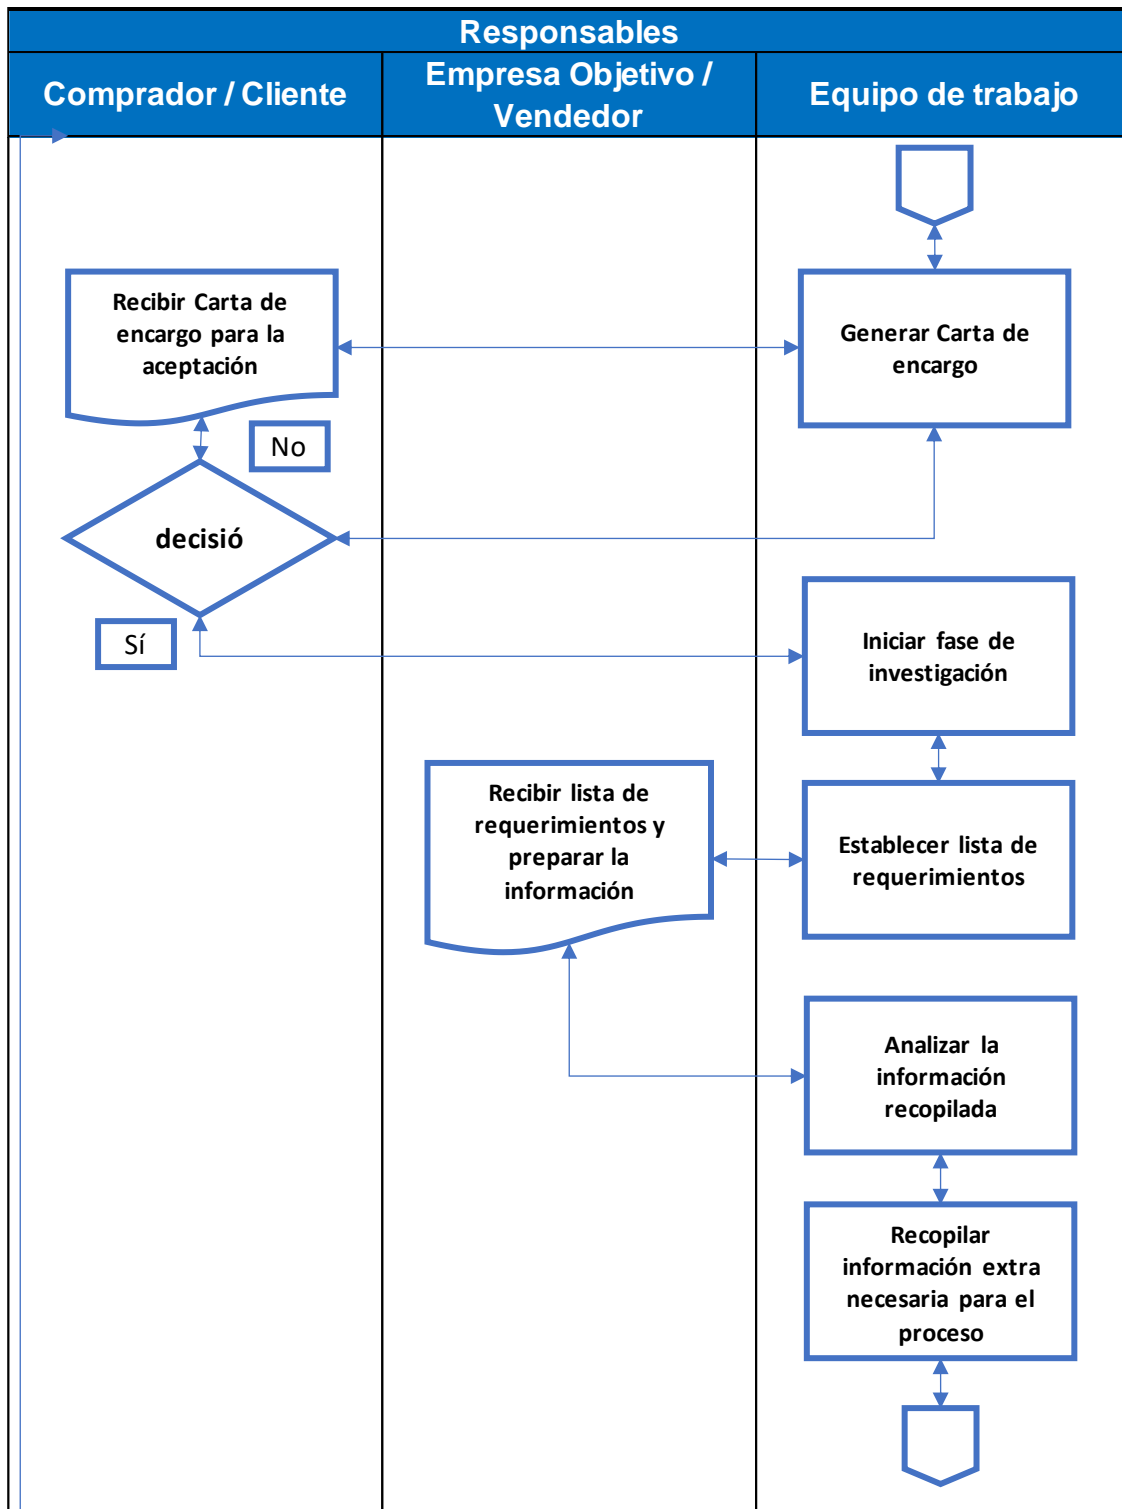 Responsables
Comprador / Cliente
Empresa Objetivo /
Vendedor
Equipo de trabajo
Recibir Carta de
encargo para la
aceptación
Generar Carta de
encargo
No
decisió
Sí
Iniciar fase de
investigación
Recibir lista de
requerimientos y
preparar la
información
Establecer lista de
requerimientos
Analizar la
información
recopilada
Recopilar
información extra
necesaria para el
proceso